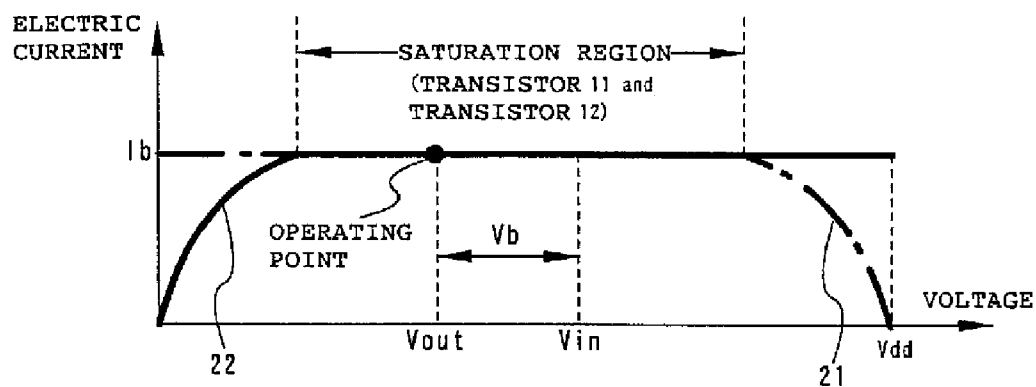 ELECTRIC
CURRENT
SATURATION REGION
(TRANSISTOR 11 and
TRANSISTOR 12)
Ib
OPERATING
POINT
Vb
VOLTAGE
22
Vout
Vin
21
Vdd